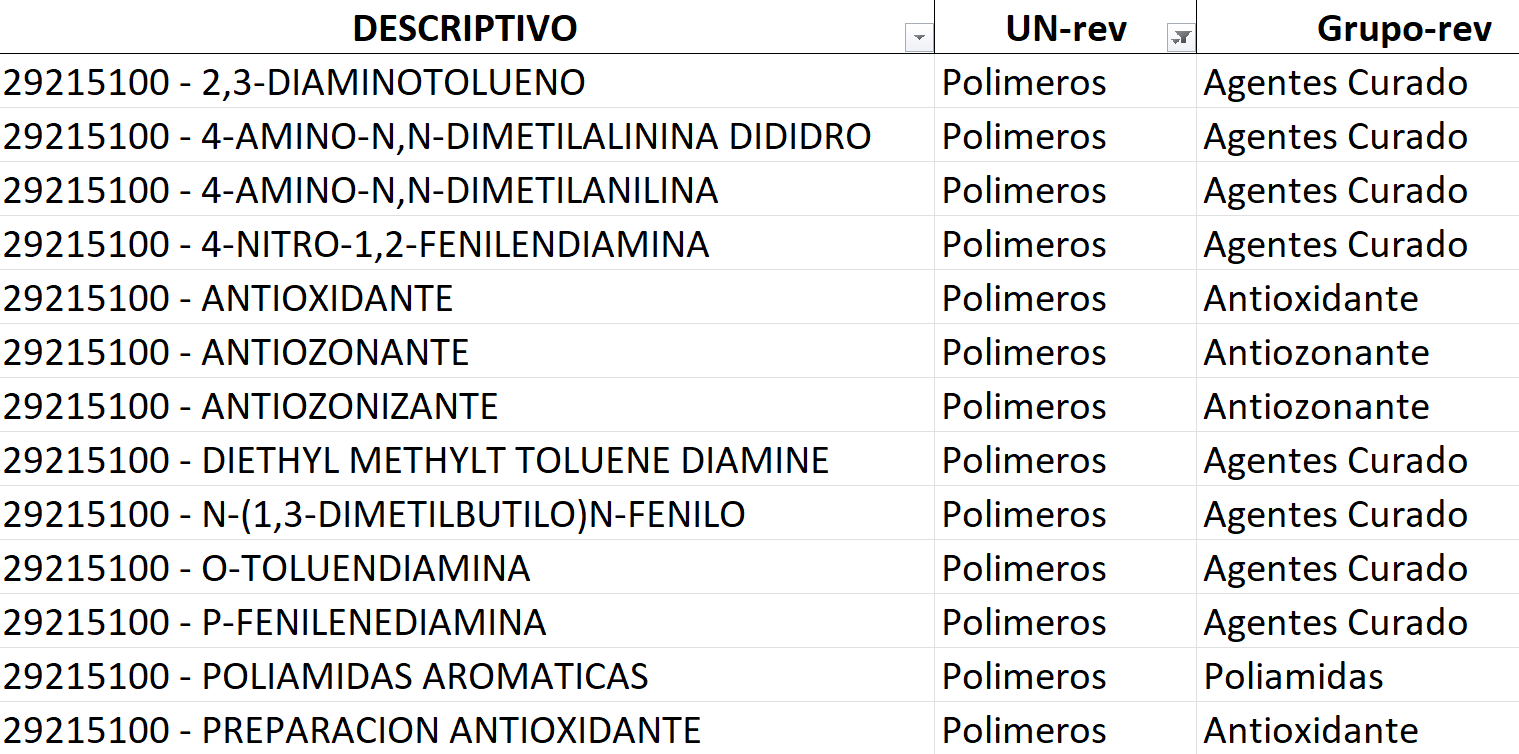 DESCRIPTIVO UN-rev Grupo-rev
29215100 - 2,3-DIAMINOTOLUENO Polimeros Agentes Curado
29215100 - 4-AMINO-N,N-DIMETILALININA DIDIDRO Polimeros Agentes Curado
29215100 - 4-AMINO-N,N-DIMETILANILINA Polimeros Agentes Curado
29215100 - 4-NITRO-1,2-FENILENDIAMINA Polimeros Agentes Curado
29215100 - ANTIOXIDANTE Polimeros Antioxidante
29215100 - ANTIOZONANTE Polimeros Antiozonante
29215100 - ANTIOZONIZANTE Polimeros Antiozonante
29215100 - DIETHYL METHYLT TOLUENE DIAMINE Polimeros Agentes Curado
29215100 - N-(1,3-DIMETILBUTILO)N-FENILO Polimeros Agentes Curado
29215100 - O-TOLUENDIAMINA Polimeros Agentes Curado
29215100 - P-FENILENEDIAMINA Polimeros Agentes Curado
29215100 - POLIAMIDAS AROMATICAS Polimeros Poliamidas
29215100 - PREPARACION ANTIOXIDANTE Polimeros Antioxidante